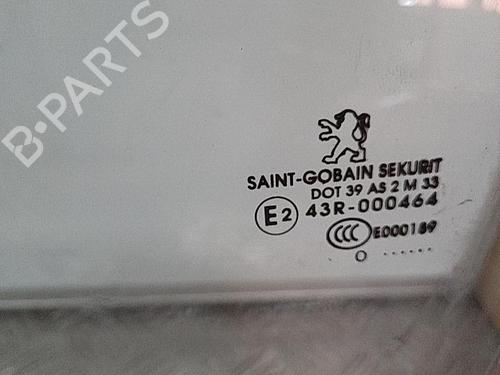 B-PARTS
SAINT-GOBAIN SEKURIT
DOT 39 AS 2 M 33
E2 43R-000464
CCC E000189
O ......